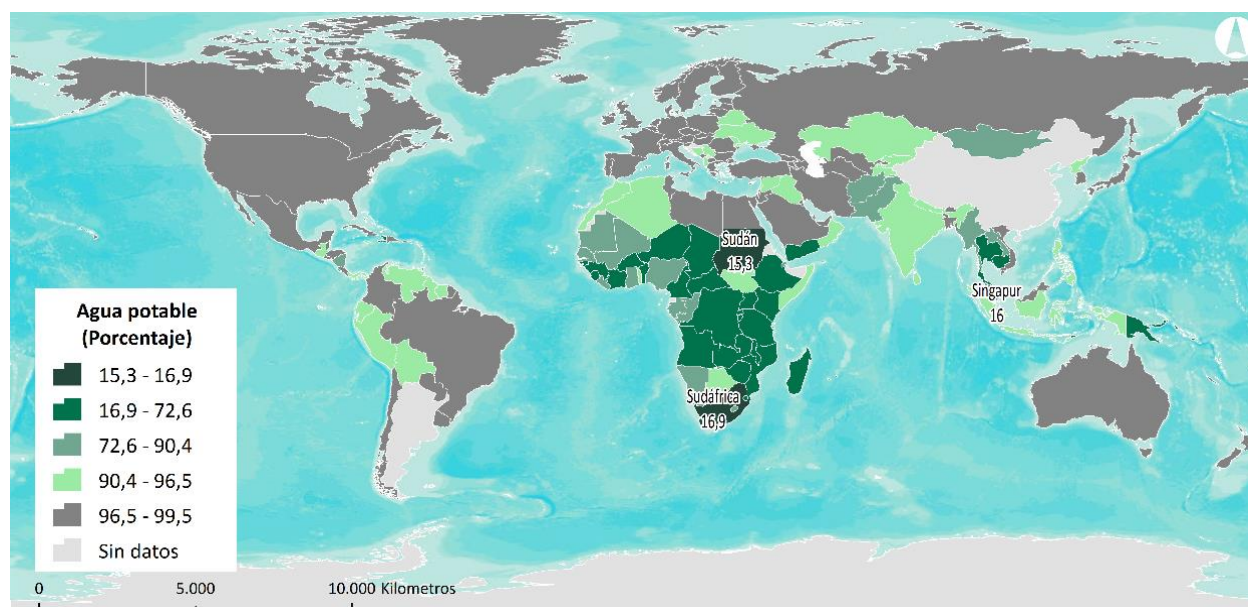 Sudán
15,3
Singapur
16
Sudáfrica
16,9
Agua potable
(Porcentaje)
15,3 - 16,9
16,9 - 72,6
72,6 - 90,4
90,4 - 96,5
96,5 - 99,5
Sin datos
0 5.000 10.000 Kilometros